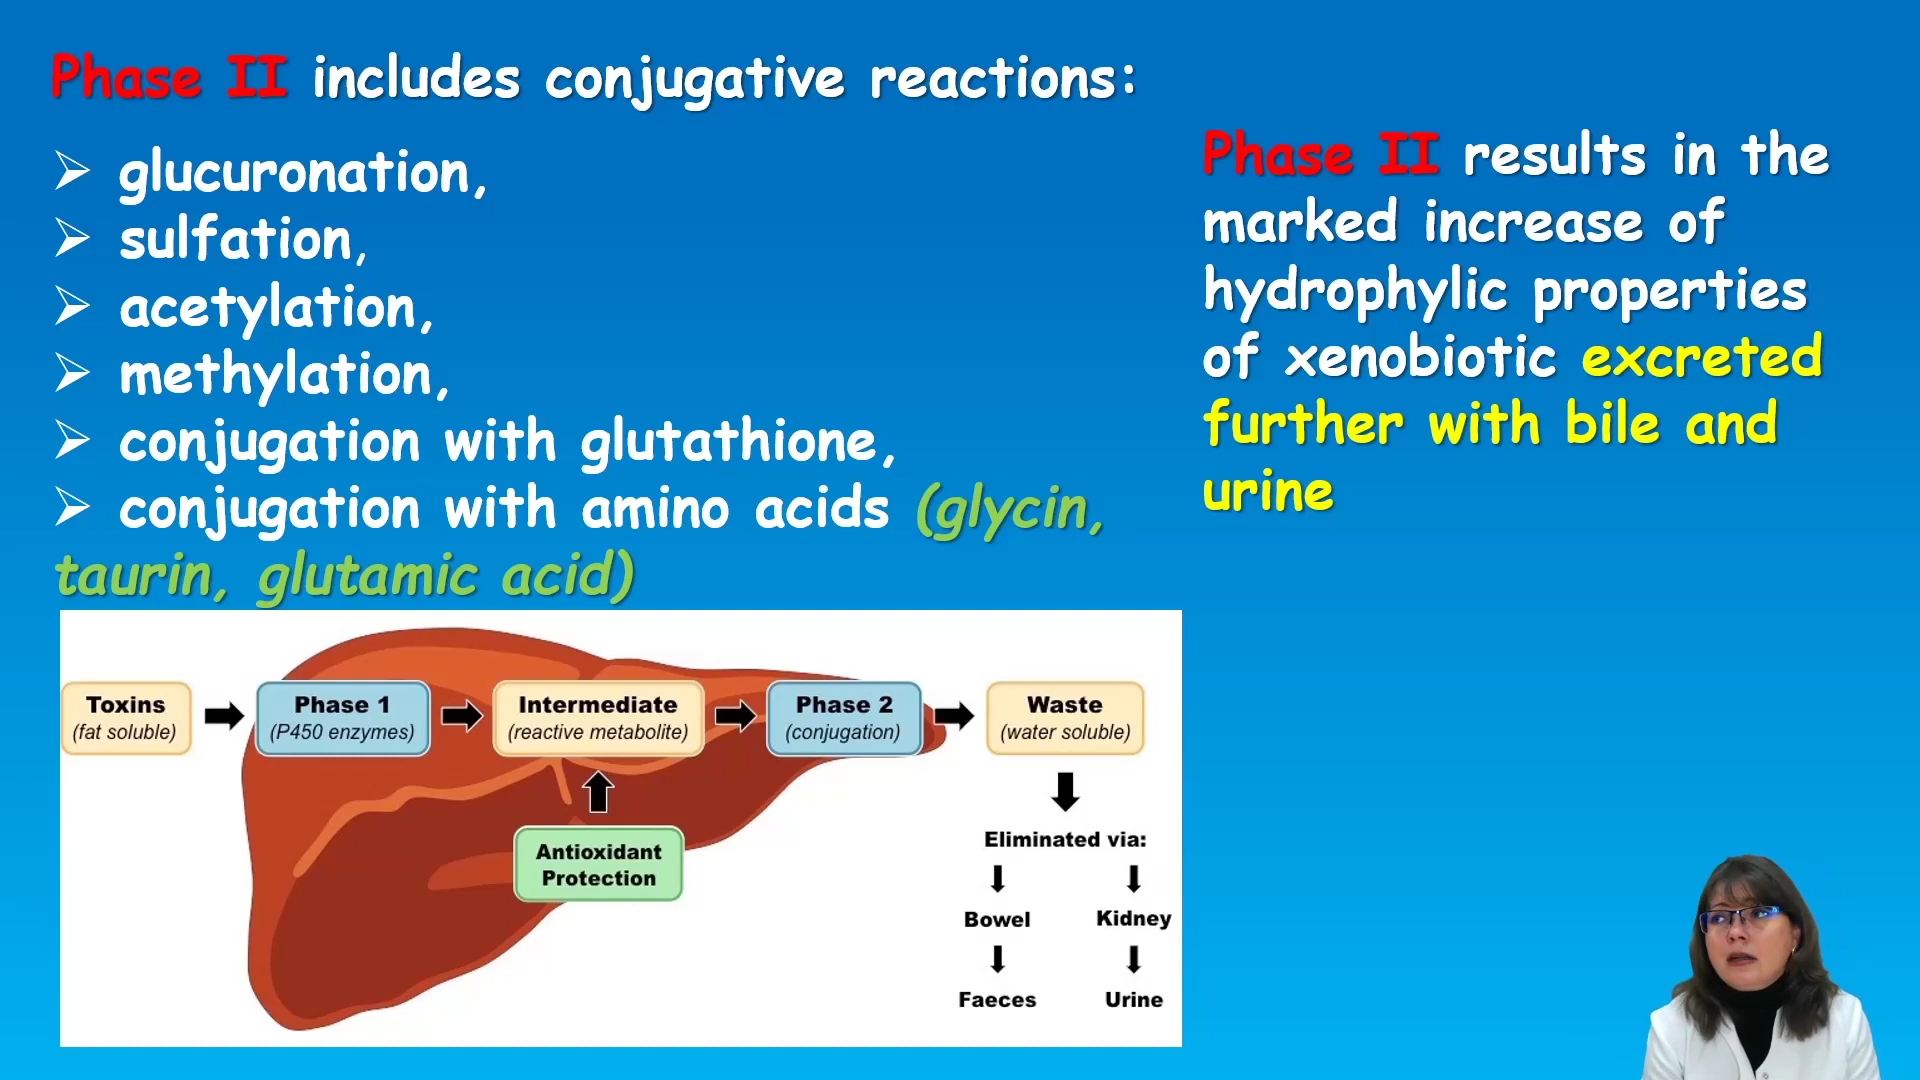 Phase II includes conjugative reactions:
glucuronation,
sulfation,
acetylation,
methylation,
conjugation with glutathione,
conjugation with amino acids (glycin,
taurin, glutamic acid)
Phase II results in the
marked increase of
hydrophylic properties
of xenobiotic excreted
further with bile and
urine
Toxins
(fat soluble)
Phase 1
(P450 enzymes)
Intermediate
(reactive metabolite)
Phase 2
(conjugation)
Waste
(water soluble)
Antioxidant
Protection
Eliminated via:
Bowel
Kidney
Faeces
Urine